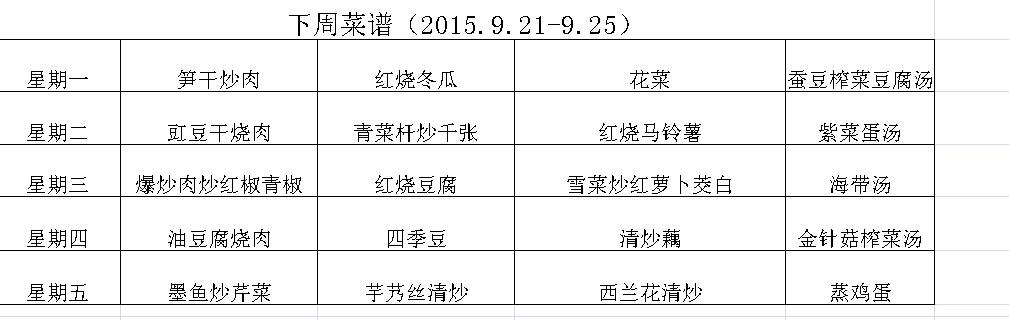 下周菜谱（2015.9.21-9.25）
星期一 笋干炒肉 红烧冬瓜 花菜 蚕豆榨菜豆腐汤
星期二 豇豆干烧肉 青菜杆炒千张 红烧马铃薯 紫菜蛋汤
星期三 爆炒肉炒红椒青椒 红烧豆腐 雪菜炒红萝卜茭白 海带汤
星期四 油豆腐烧肉 四季豆 清炒藕 金针菇榨菜汤
星期五 墨鱼炒芹菜 芋艿丝清炒 西兰花清炒 蒸鸡蛋